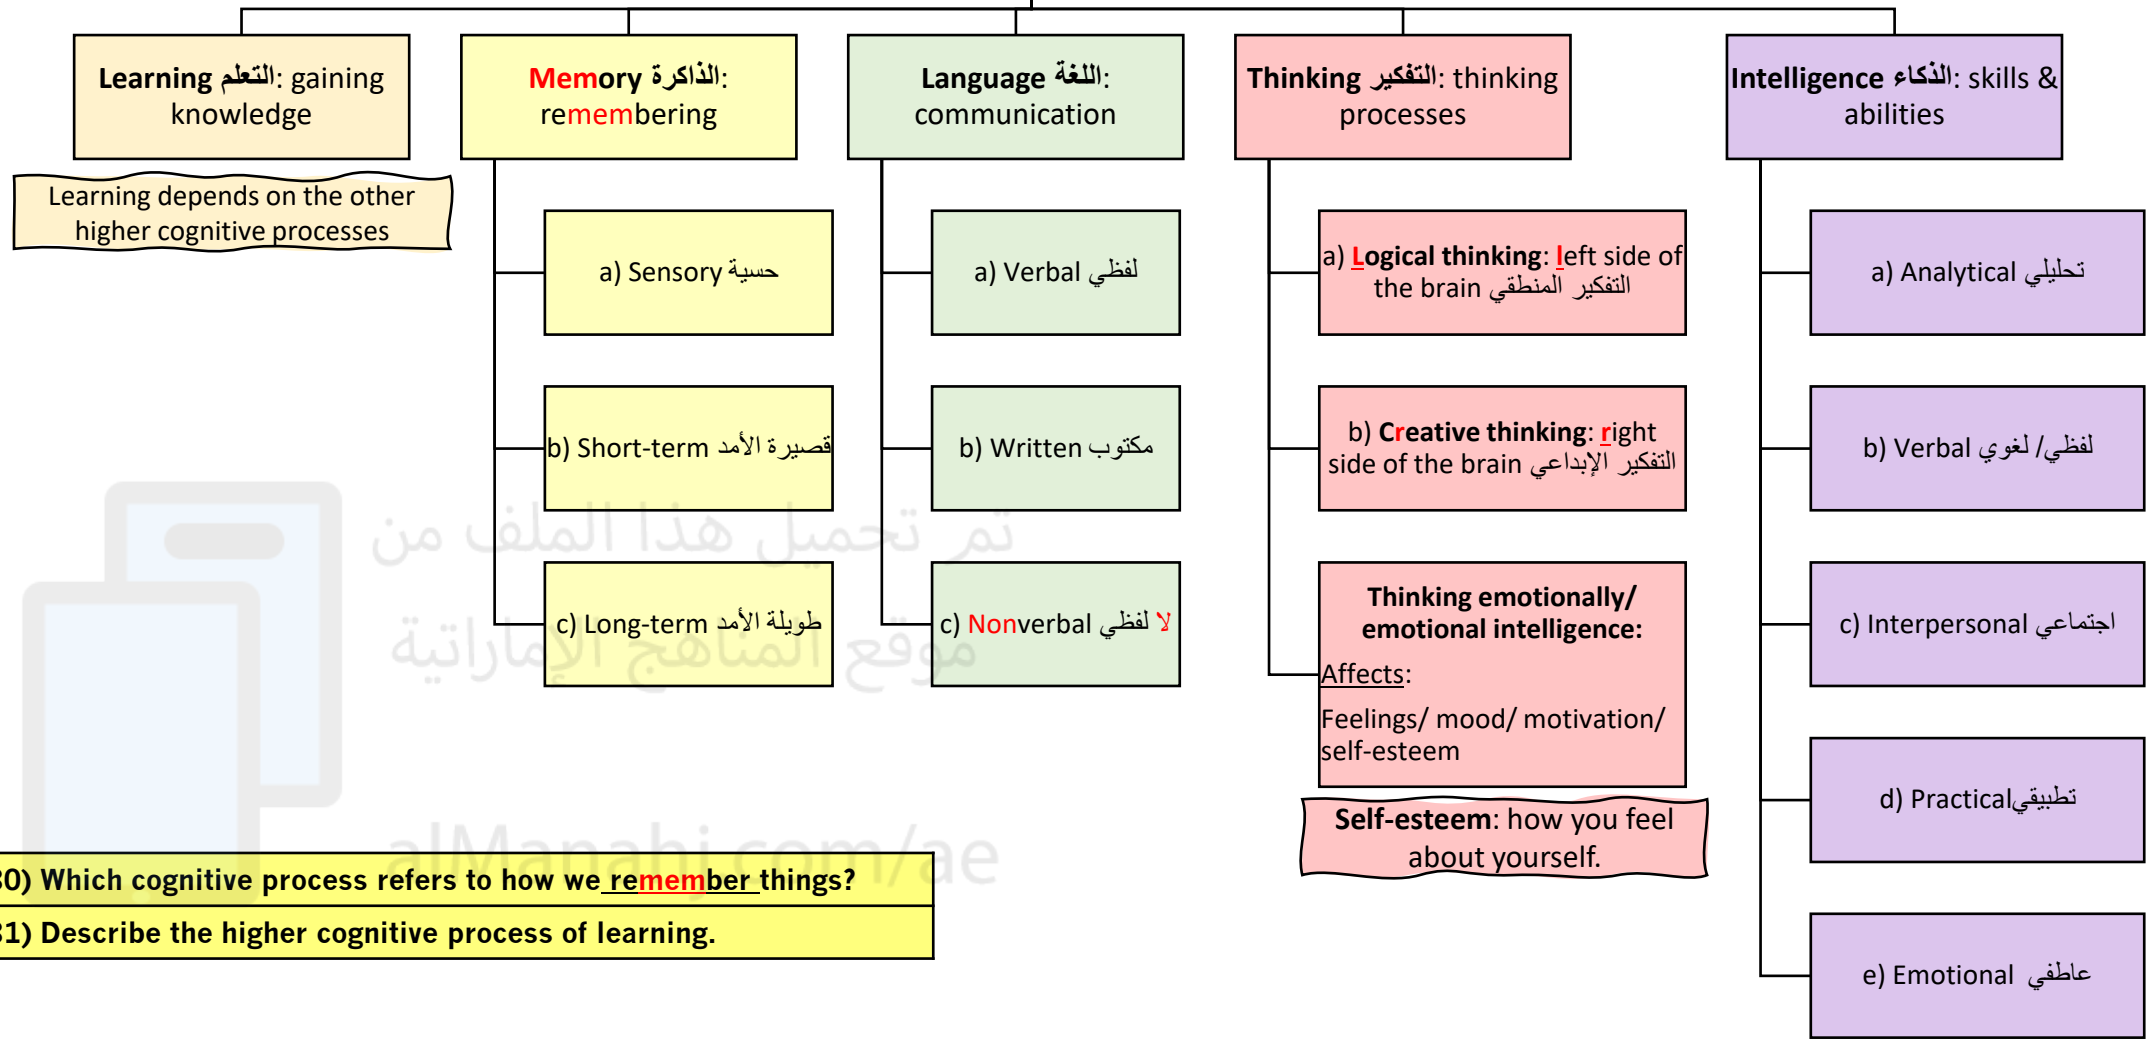 Learning التعلم: gaining
knowledge
Learning depends on the other
higher cognitive processes
Memory الذاكرة:
remembering
a) Sensory حسية
b) Short-term قصيرة الأمد
c) Long-term طويلة الأمد
Language اللغة:
communication
a) Verbal لفظي
b) Written مكتوب
c) Nonverbal لا لفظي
Thinking التفكير: thinking
processes
a) Logical thinking: left side of
the brain التفكير المنطقي
b) Creative thinking: right
side of the brain التفكير الإبداعي
Thinking emotionally/
emotional intelligence:
Affects:
Feelings/ mood/ motivation/
self-esteem
Self-esteem: how you feel
about yourself.
Intelligence الذكاء: skills &
abilities
a) Analytical تحليلي
b) Verbal لفظي/ لغوي
c) Interpersonal اجتماعي
d) Practical تطبيقي
e) Emotional عاطفي
تم تحميل هذا الملف من
موقع المناهج الإماراتية
alManahj.com/ae
0) Which cognitive process refers to how we remember things?
1) Describe the higher cognitive process of learning.